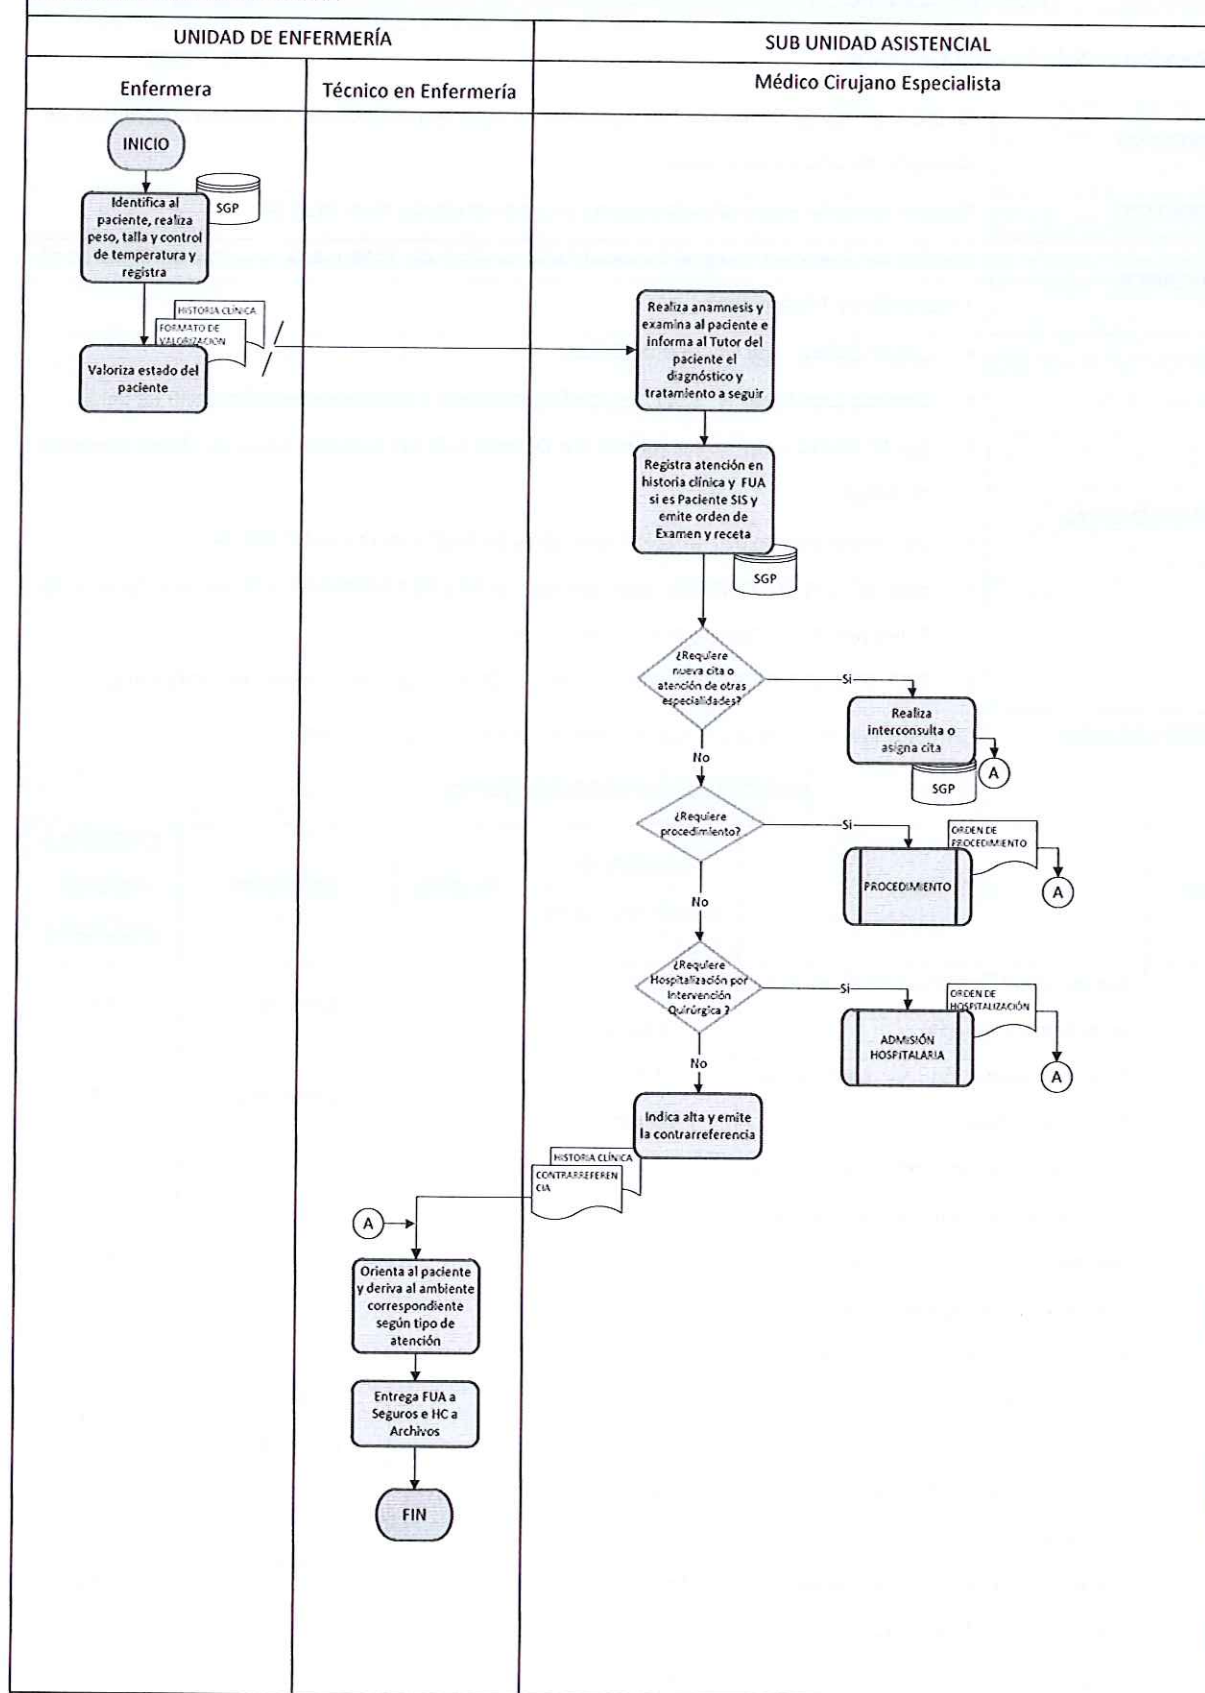 UNIDAD DE ENFERMERÍA
SUB UNIDAD ASISTENCIAL
Enfermera
Técnico en Enfermería
Médico Cirujano Especialista
INICIO
SGP
Identifica al
paciente, realiza
peso, talla y control
de temperatura y
registra
HISTORIA CLÍNICA
FORMATO DE
VALORIZACION
Valoriza estado del
paciente
Realiza anamnesis y
examina al paciente e
informa al Tutor del
paciente el
diagnóstico y
tratamiento a seguir
Registra atención en
historia clínica y FUA
si es Paciente SIS y
emite orden de
Examen y receta
SGP
¿Requiere
nueva cita o
atención de otras
especialidades?
Si
Realiza
interconsulta o
asigna cita
A
SGP
No
¿Requiere
procedimiento?
Si
ORDEN DE
PROCEDIMIENTO
PROCEDIMIENTO
A
No
¿Requiere
Hospitalización por
Intervención
Quirúrgica ?
Si
ORDEN DE
HOSPITALIZACIÓN
ADMISIÓN
HOSPITALARIA
A
No
Indica alta y emite
la contrarreferencia
HISTORIA CLÍNICA
CONTRARREFEREN
CIA
A
Orienta al paciente
y deriva al ambiente
correspondiente
según tipo de
atención
Entrega FUA a
Seguros e HC a
Archivos
FIN